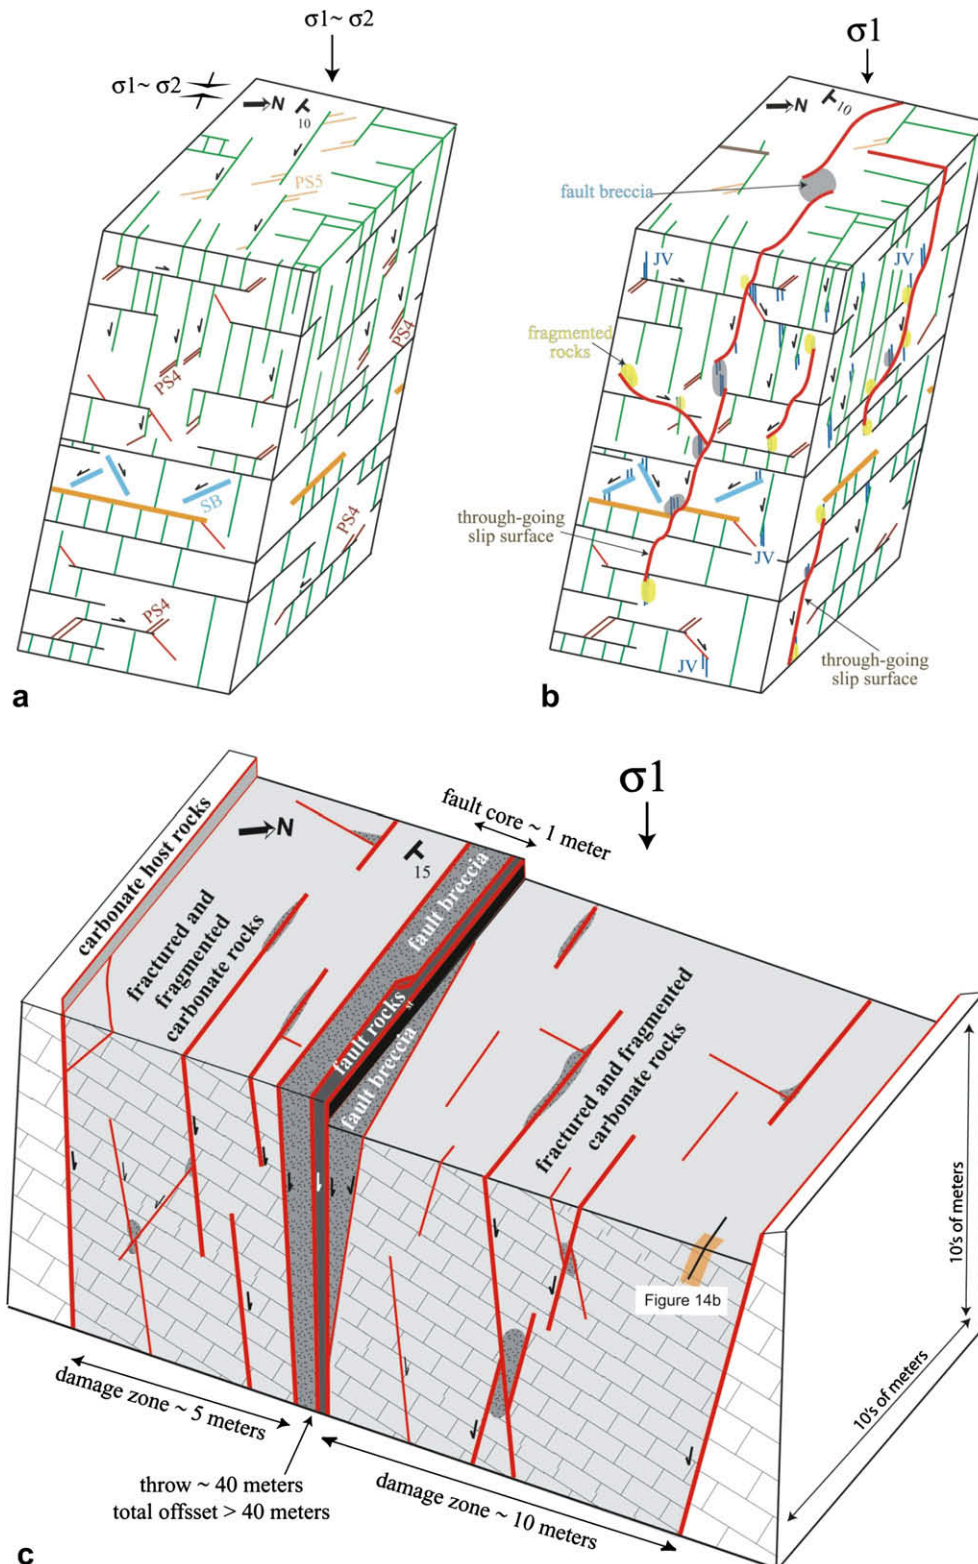 σ1~ σ2
σ1~ σ2
N
10
PS5
PS4
PS4
SB
PS4
PS4
a
σ1
N
10
fault breccia
JV
JV
fragmented
rocks
through-going
slip surface
JV
JV
through-going
slip surface
b
σ1
fault core ~ 1 meter
N
15
carbonate host rocks
fractured and
fragmented
carbonate rocks
fault breccia
fault rocks
fault breccia
fractured and fragmented
carbonate rocks
Figure 14b
10's of meters
10's of meters
damage zone ~ 5 meters
damage zone ~ 10 meters
throw ~ 40 meters
total offsset > 40 meters
c